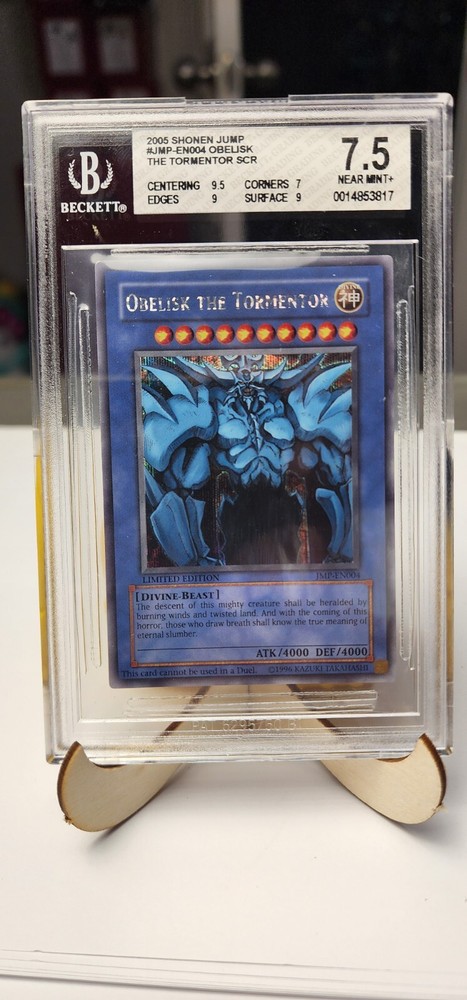 2005 SHONEN JUMP
#JMP-EN004 OBELISK
THE TORMENTOR SCR
CENTERING 9.5 CORNERS 7
EDGES 9 SURFACE 9
7.5
NEAR MINT+
0014853817
B
BECKETT®
OBELISK THE TORMENTOR
神
LIMITED EDITION JMP-EN004
[DIVINE-BEAST]
The descent of this mighty creature shall be heralded by
burning winds and twisted land. And with the coming of this
horror, those who draw breath shall know the true meaning of
eternal slumber.
ATK/4000 DEF/4000
This card cannot be used in a Duel. ©1996 KAZUKI TAKAHASHI